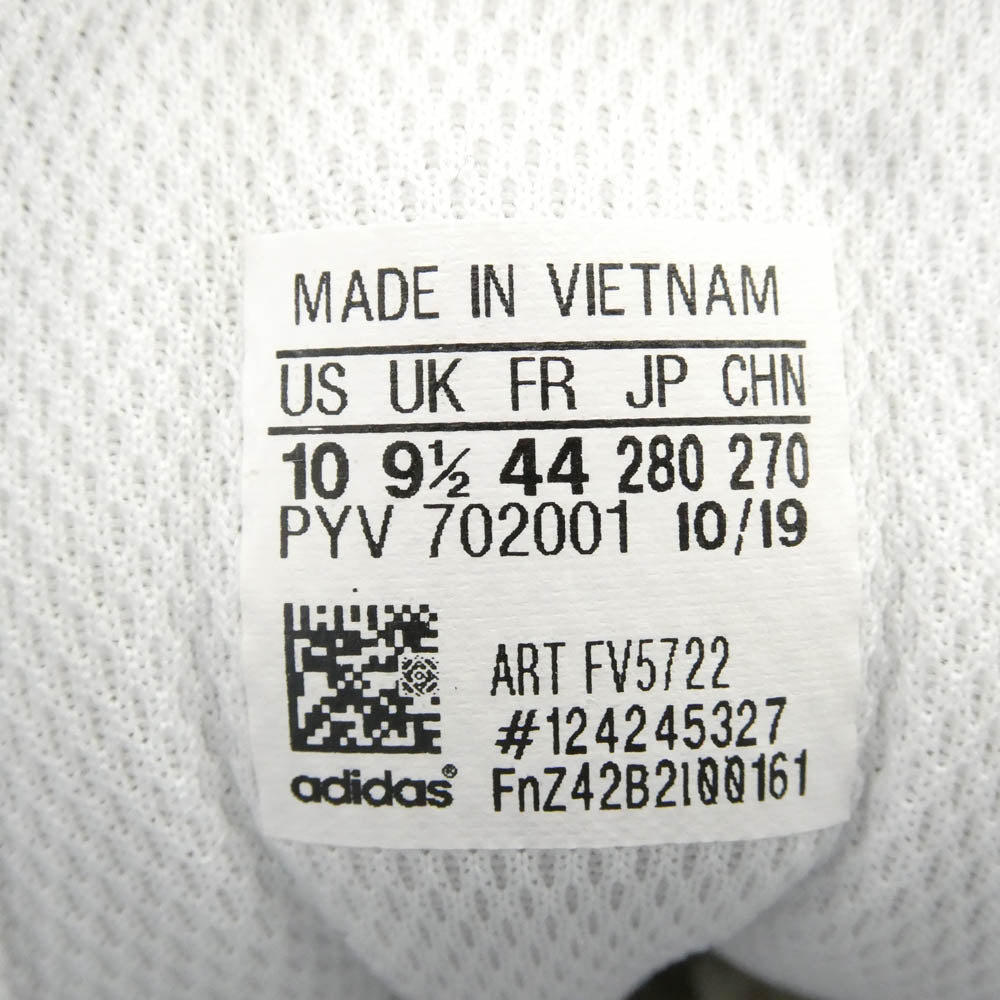 MADE IN VIETNAM
US UK FR JP CHN
10 9½ 44 280 270
PYV 702001 10/19
ART FV5722
#124245327
adidas® FnZ42B2l00161